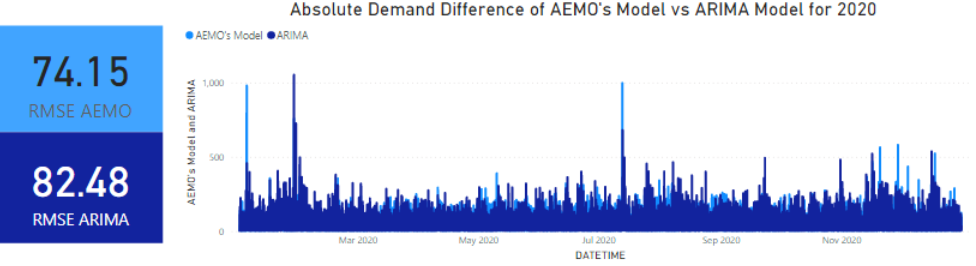 Absolute Demand Difference of AEMO's Model vs ARIMA Model for 2020
AEMO's Model ARIMA
74.15
RMSE AEMO
82.48
RMSE ARIMA
AEMO's Model and ARIMA
1,000
500
0
Mar 2020 May 2020 Jul 2020 Sep 2020 Nov 2020
DATETIME